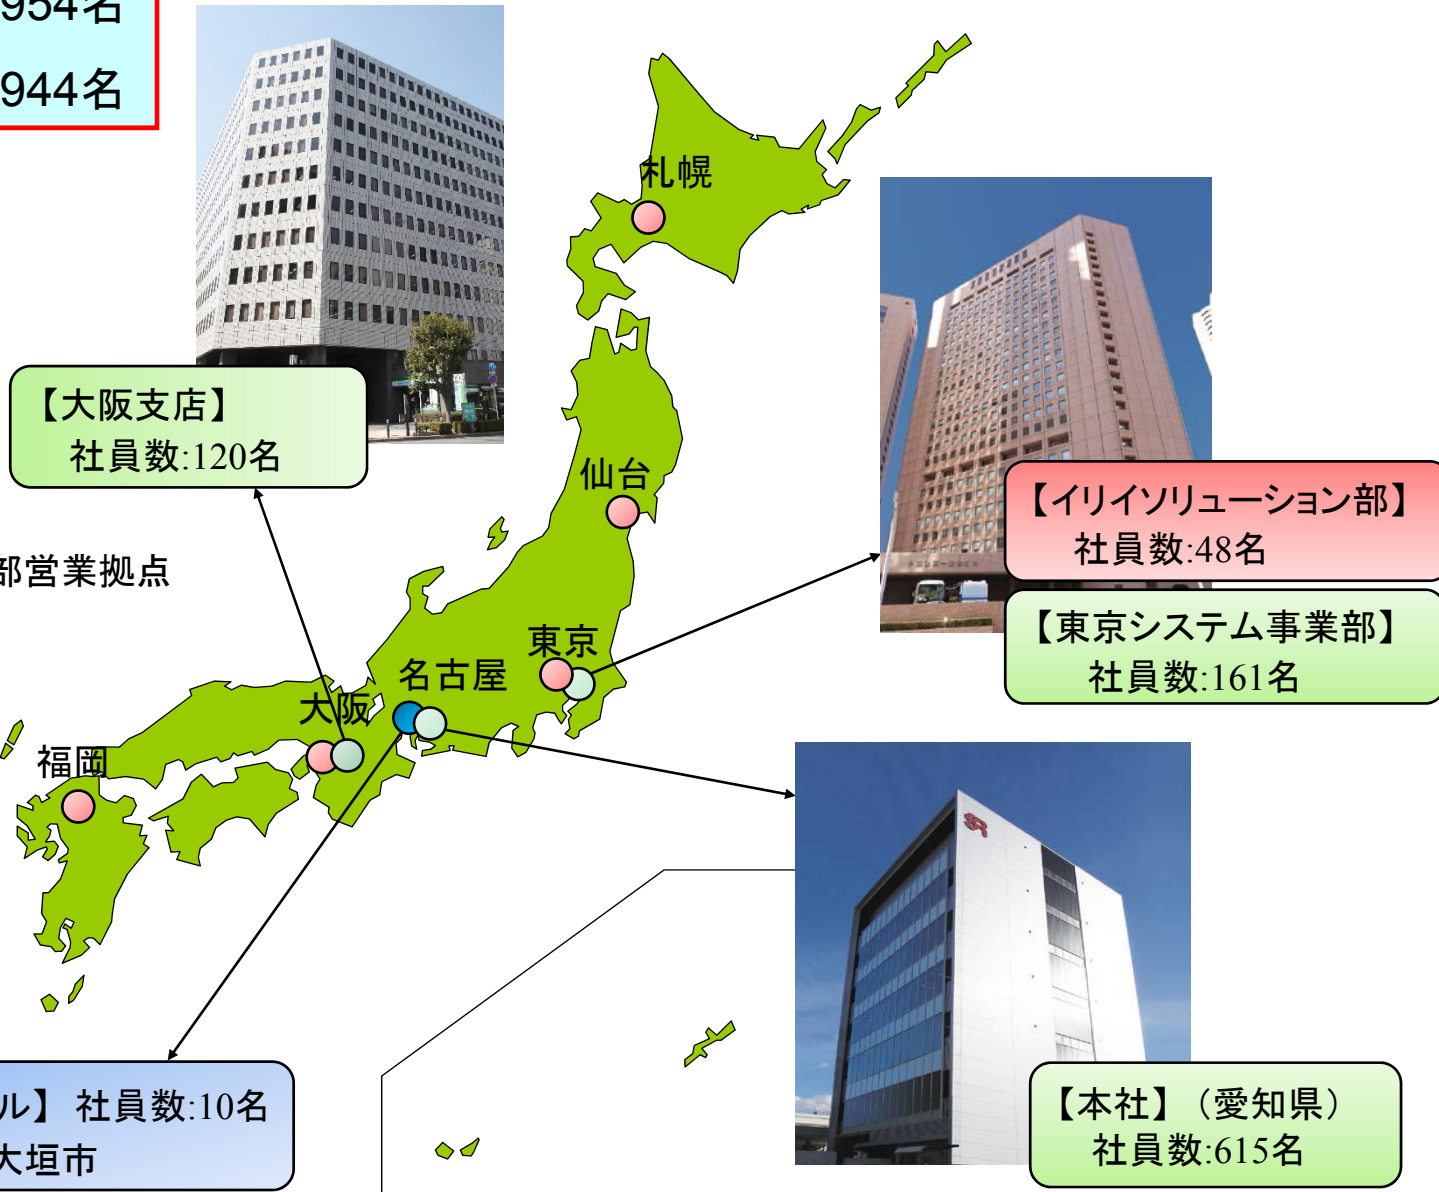 954名
944名
札幌
【大阪支店】
社員数:120名
仙台
【イリイソリューション部】
社員数:48名
部営業拠点
【東京システム事業部】
社員数:161名
東京
名古屋
大阪
福岡
SR
ル】 社員数:10名
大垣市
【本社】（愛知県）
社員数:615名